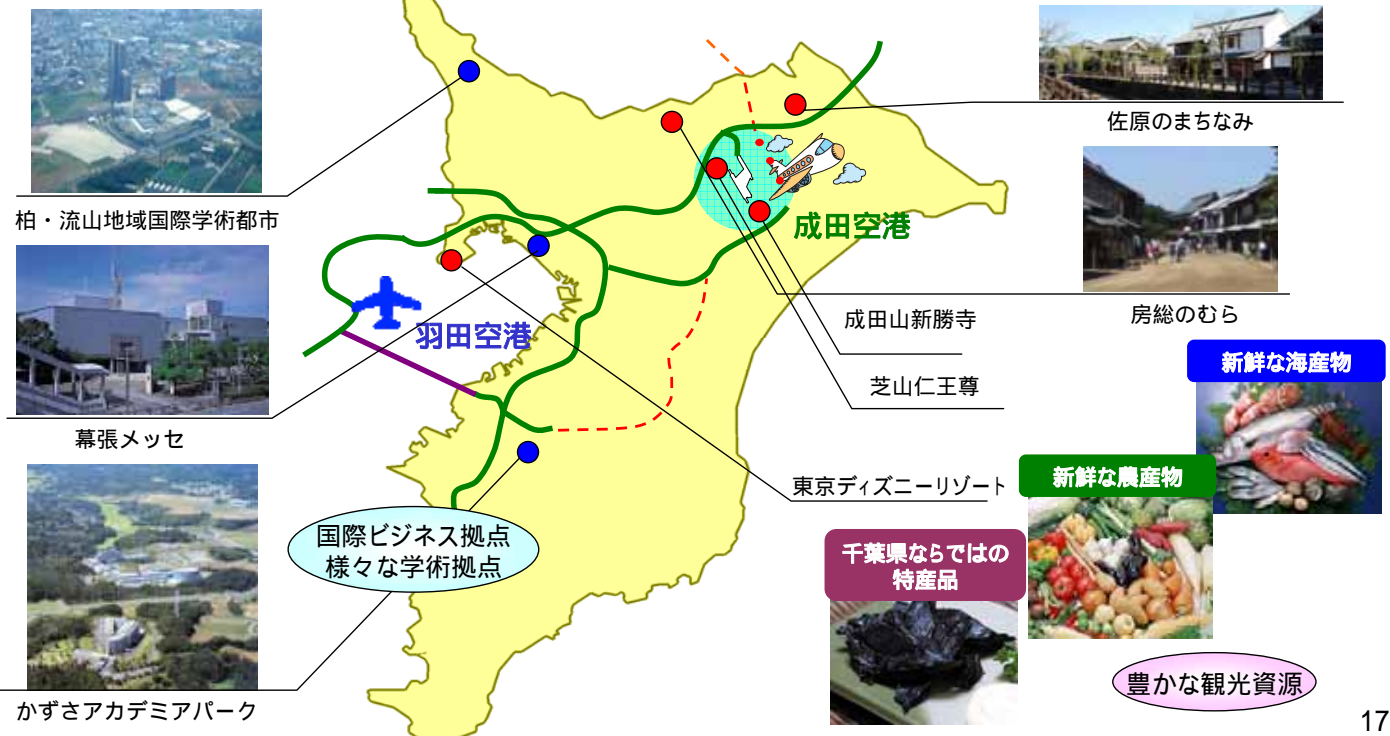 佐原のまちなみ
柏・流山地域国際学術都市
成田空港
房総のむら
羽田空港
成田山新勝寺
新鮮な海産物
芝山仁王尊
幕張メッセ
東京ディズニーリゾート
新鮮な農産物
国際ビジネス拠点
様々な学術拠点
千葉県ならではの
特産品
豊かな観光資源
かずさアカデミアパーク
17